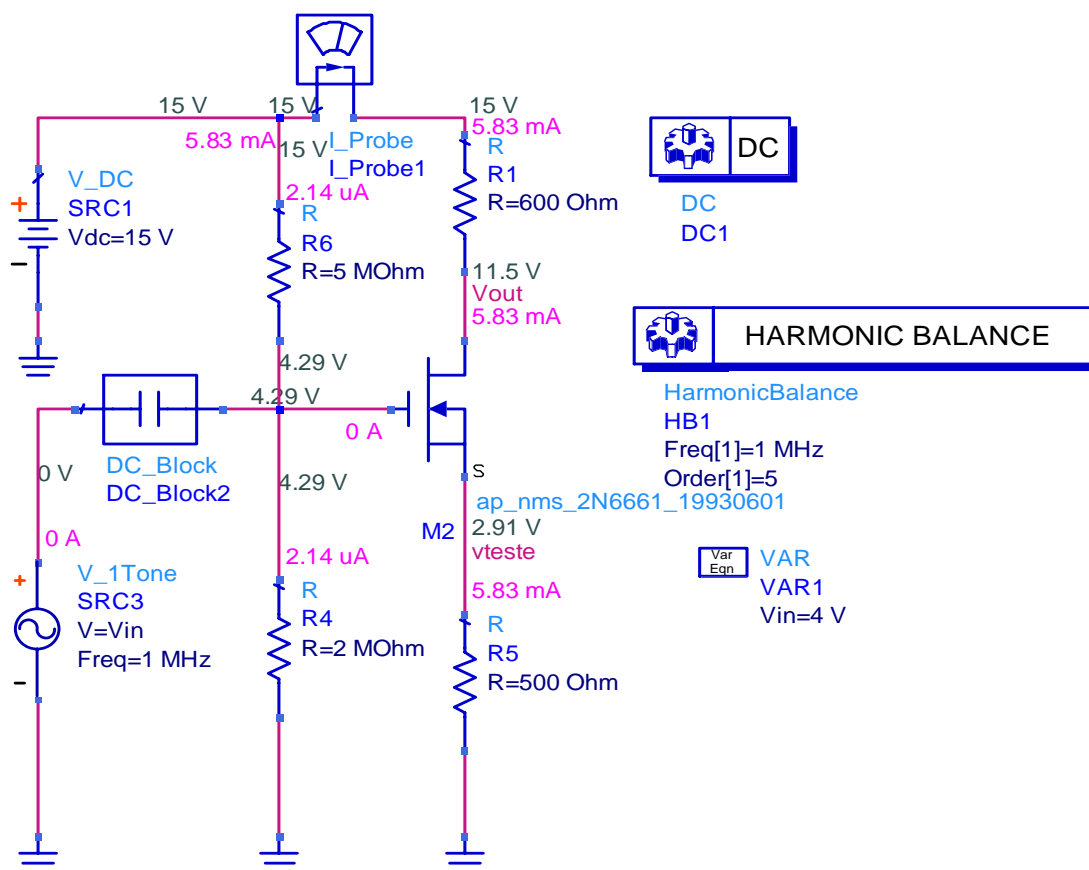 15 V
15 V
15 V
5.83 mA
15 V
I_Probe
I_Probe1
5.83 mA
R
R1
R=600 Ohm
DC
DC
DC1
+
V_DC
SRC1
Vdc=15 V
−
2.14 uA
R
R6
R=5 MOhm
11.5 V
Vout
5.83 mA
HARMONIC BALANCE
HarmonicBalance
HB1
Freq[1]=1 MHz
Order[1]=5
4.29 V
4.29 V
0 A
DC_Block
DC_Block2
0 V
4.29 V
S
ap_nms_2N6661_19930601
M2
2.91 V
vteste
0 A
2.14 uA
5.83 mA
Var
Eqn
VAR
VAR1
Vin=4 V
+
V_1Tone
SRC3
V=Vin
Freq=1 MHz
−
R
R4
R=2 MOhm
R
R5
R=500 Ohm